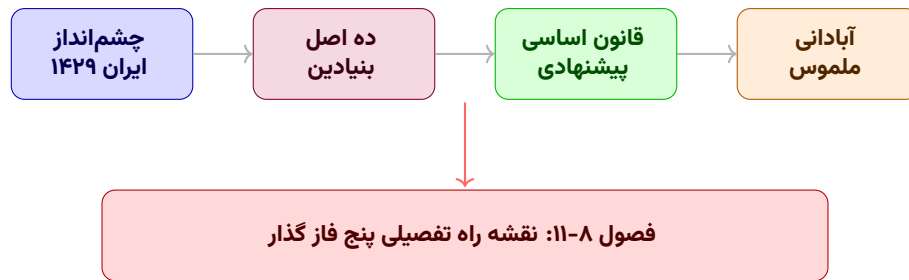 چشم‌انداز
ایران ۱۴۲۹
ده اصل
بنیادین
قانون اساسی
پیشنهادی
آبادانی
ملموس
فصول ۸-۱۱: نقشه راه تفصیلی پنج فاز گذار